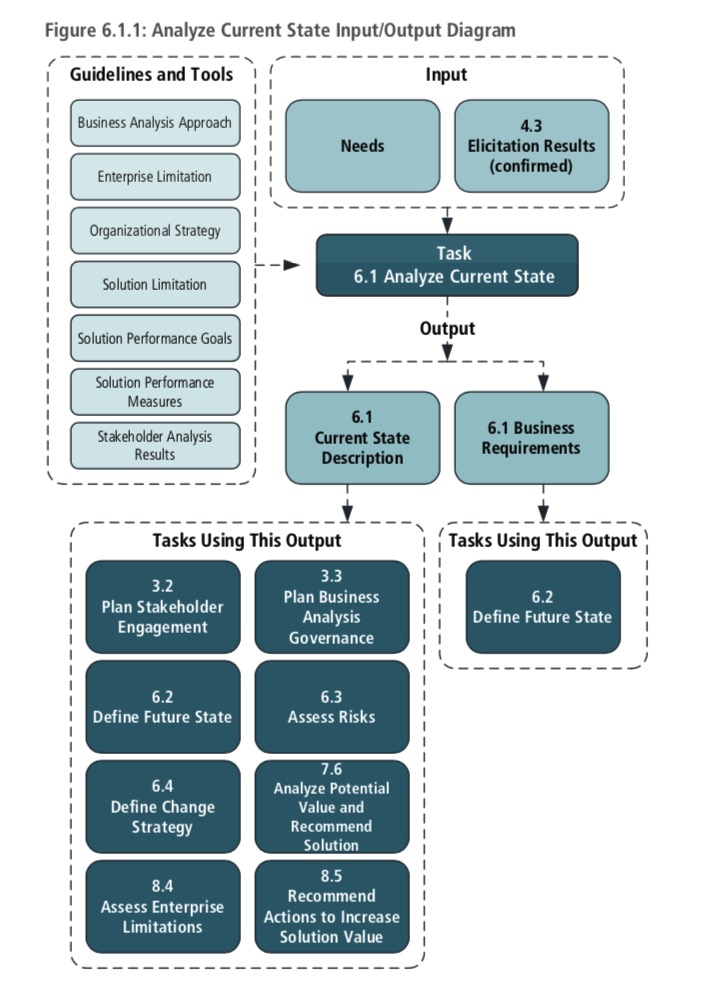 Figure 6.1.1: Analyze Current State Input/Output Diagram
Guidelines and Tools
Business Analysis Approach
Enterprise Limitation
Organizational Strategy
Solution Limitation
Solution Performance Goals
Solution Performance
Measures
Stakeholder Analysis
Results
Input
Needs
4.3
Elicitation Results
(confirmed)
Task
6.1 Analyze Current State
Output
6.1
Current State
Description
6.1 Business
Requirements
Tasks Using This Output
3.2
Plan Stakeholder
Engagement
3.3
Plan Business
Analysis
Governance
6.2
Define Future State
6.3
Assess Risks
6.4
Define Change
Strategy
7.6
Analyze Potential
Value and
Recommend
Solution
8.4
Assess Enterprise
Limitations
8.5
Recommend
Actions to Increase
Solution Value
Tasks Using This Output
6.2
Define Future State